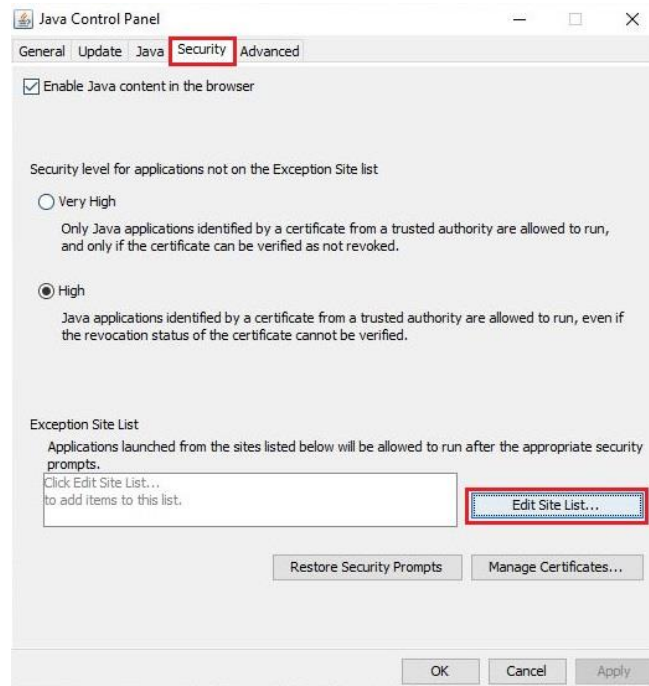 Java Control Panel
General Update Java Security Advanced
Enable Java content in the browser
Security level for applications not on the Exception Site list
Very High
Only Java applications identified by a certificate from a trusted authority are allowed to run,
and only if the certificate can be verified as not revoked.
High
Java applications identified by a certificate from a trusted authority are allowed to run, even if
the revocation status of the certificate cannot be verified.
Exception Site List
Applications launched from the sites listed below will be allowed to run after the appropriate security
prompts.
Click Edit Site List...
to add items to this list.
Edit Site List...
Restore Security Prompts Manage Certificates...
OK Cancel Apply